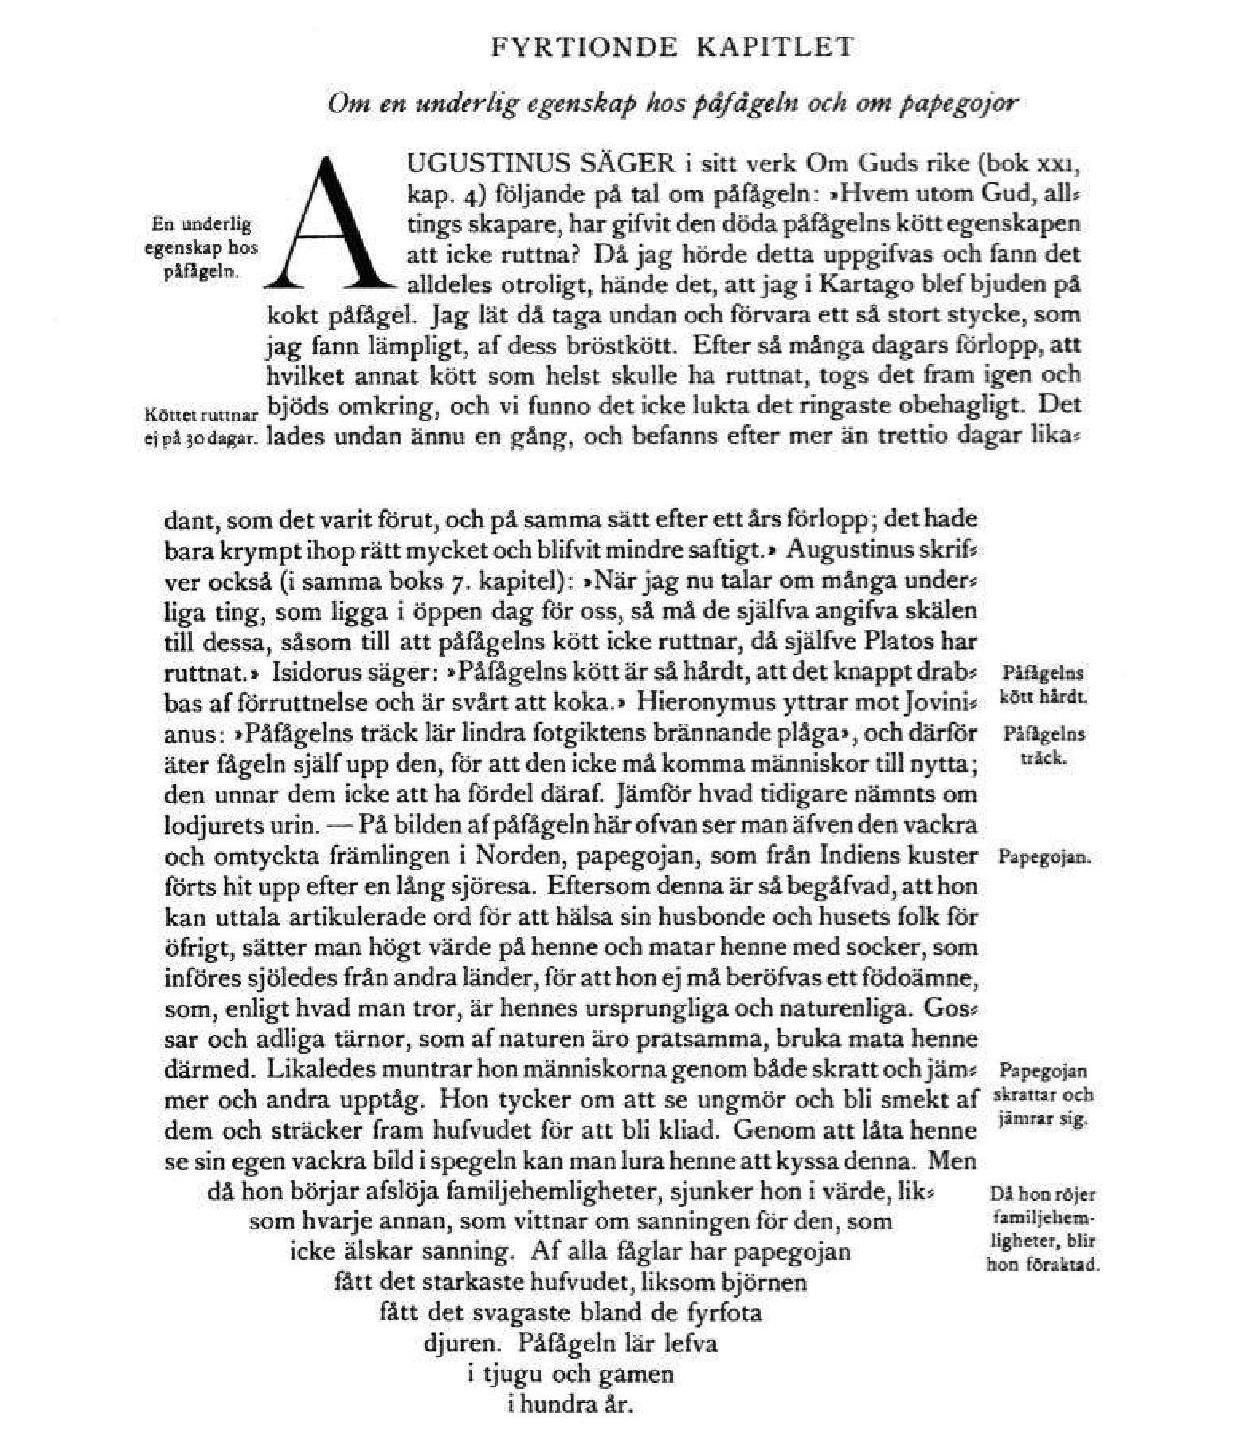 FYRTIONDE KAPITLET
Om en underlig egenskap hos påfågeln och om papegojor
AUGUSTINUS SÄGER i sitt verk Om Guds rike (bok XXI,
kap. 4) följande på tal om påfågeln: »Hvem utom Gud, all-
tings skapare, har gifvit den döda påfågelns kött egenskapen
att icke ruttna? Då jag hörde detta uppgifvas och fann det
alldeles otroligt, hände det, att jag i Kartago blef bjuden på
kokt påfågel. Jag lät då taga undan och förvara ett så stort stycke, som
jag fann lämpligt, af dess bröstkött. Efter så många dagars förlopp, att
hvilket annat kött som helst skulle ha ruttnat, togs det fram igen och
bjöds omkring, och vi funno det icke lukta det ringaste obehagligt. Det
lades undan ännu en gång, och befanns efter mer än trettio dagar lika-
En underlig
egenskap hos
påfågeln.
Köttet ruttnar
ej på 30 dagar.
dant, som det varit förut, och på samma sätt efter ett års förlopp; det hade
bara krympt ihop rätt mycket och blifvit mindre saftigt.» Augustinus skrif-
ver också (i samma boks 7. kapitel): »När jag nu talar om många under-
liga ting, som ligga i öppen dag för oss, så må de själfva angifva skälen
till dessa, såsom till att påfågelns kött icke ruttnar, då själfve Platos har
ruttnat.» Isidorus säger: »Påfågelns kött är så hårdt, att det knappt drab-
bas af förruttnelse och är svårt att koka.» Hieronymus yttrar mot Jovini-
anus: »Påfågelns träck lär lindra fotgiktens brännande plåga», och därför
äter fågeln själf upp den, för att den icke må komma människor till nytta;
den unnar dem icke att ha fördel däraf. Jämför hvad tidigare nämnts om
lodjurets urin. — På bilden af påfågeln här ofvan ser man äfven den vackra
och omtyckta främlingen i Norden, papegojan, som från Indiens kuster
förts hit upp efter en lång sjöresa. Eftersom denna är så begåfvad, att hon
kan uttala artikulerade ord för att hälsa sin husbonde och husets folk för
öfrigt, sätter man högt värde på henne och matar henne med socker, som
införes sjöledes från andra länder, för att hon ej må beröfvas ett födoämne,
som, enligt hvad man tror, är hennes ursprungliga och naturenliga. Gos-
sar och adliga tärnor, som af naturen äro pratsamma, bruka mata henne
därmed. Likaledes muntrar hon människorna genom både skratt och jäm-
mer och andra upptåg. Hon tycker om att se ungmör och bli smekt af
dem och sträcker fram hufvudet för att bli kliad. Genom att låta henne
se sin egen vackra bild i spegeln kan man lura henne att kyssa denna. Men
då hon börjar afslöja familjehemligheter, sjunker hon i värde, lik-
som hvarje annan, som vittnar om sanningen för den, som
icke älskar sanning. Af alla fåglar har papegojan
fått det starkaste hufvudet, liksom björnen
fått det svagaste bland de fyrfota
djuren. Påfågeln lär lefva
i tjugu och gamen
i hundra år.
Påfågelns
kött hårdt.
Påfågelns
träck.
Papegojan.
Papegojan
skrattar och
jämrar sig.
Då hon röjer
familjehem-
ligheter, blir
hon föraktad.